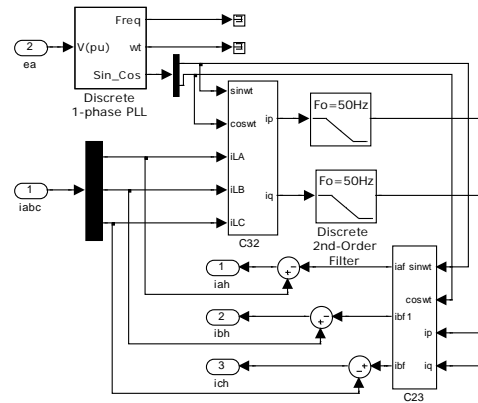 Freq
2
V(pu)
wt
ea
Sin_Cos
Discrete
1-phase PLL
sinwt
Fo=50Hz
coswt
ip
iLA
1
iLB
Fo=50Hz
iabc
iq
iLC
Discrete
2nd-Order
Filter
C32
1
iaf sinwt
iah
coswt
2
ibf1
ibh
ip
3
ibf
iq
ich
C23
+
−
+
−
+
−